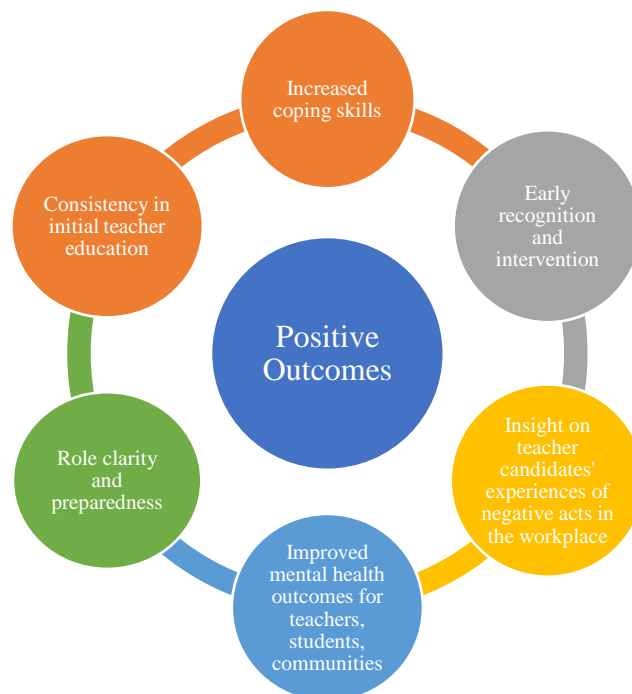 Increased
coping skills
Early
recognition
and
intervention
Insight on
teacher
candidates'
experiences of
negative acts in
the workplace
Improved
mental health
outcomes for
teachers,
students,
communities
Role clarity
and
preparedness
Consistency in
initial teacher
education
Positive
Outcomes